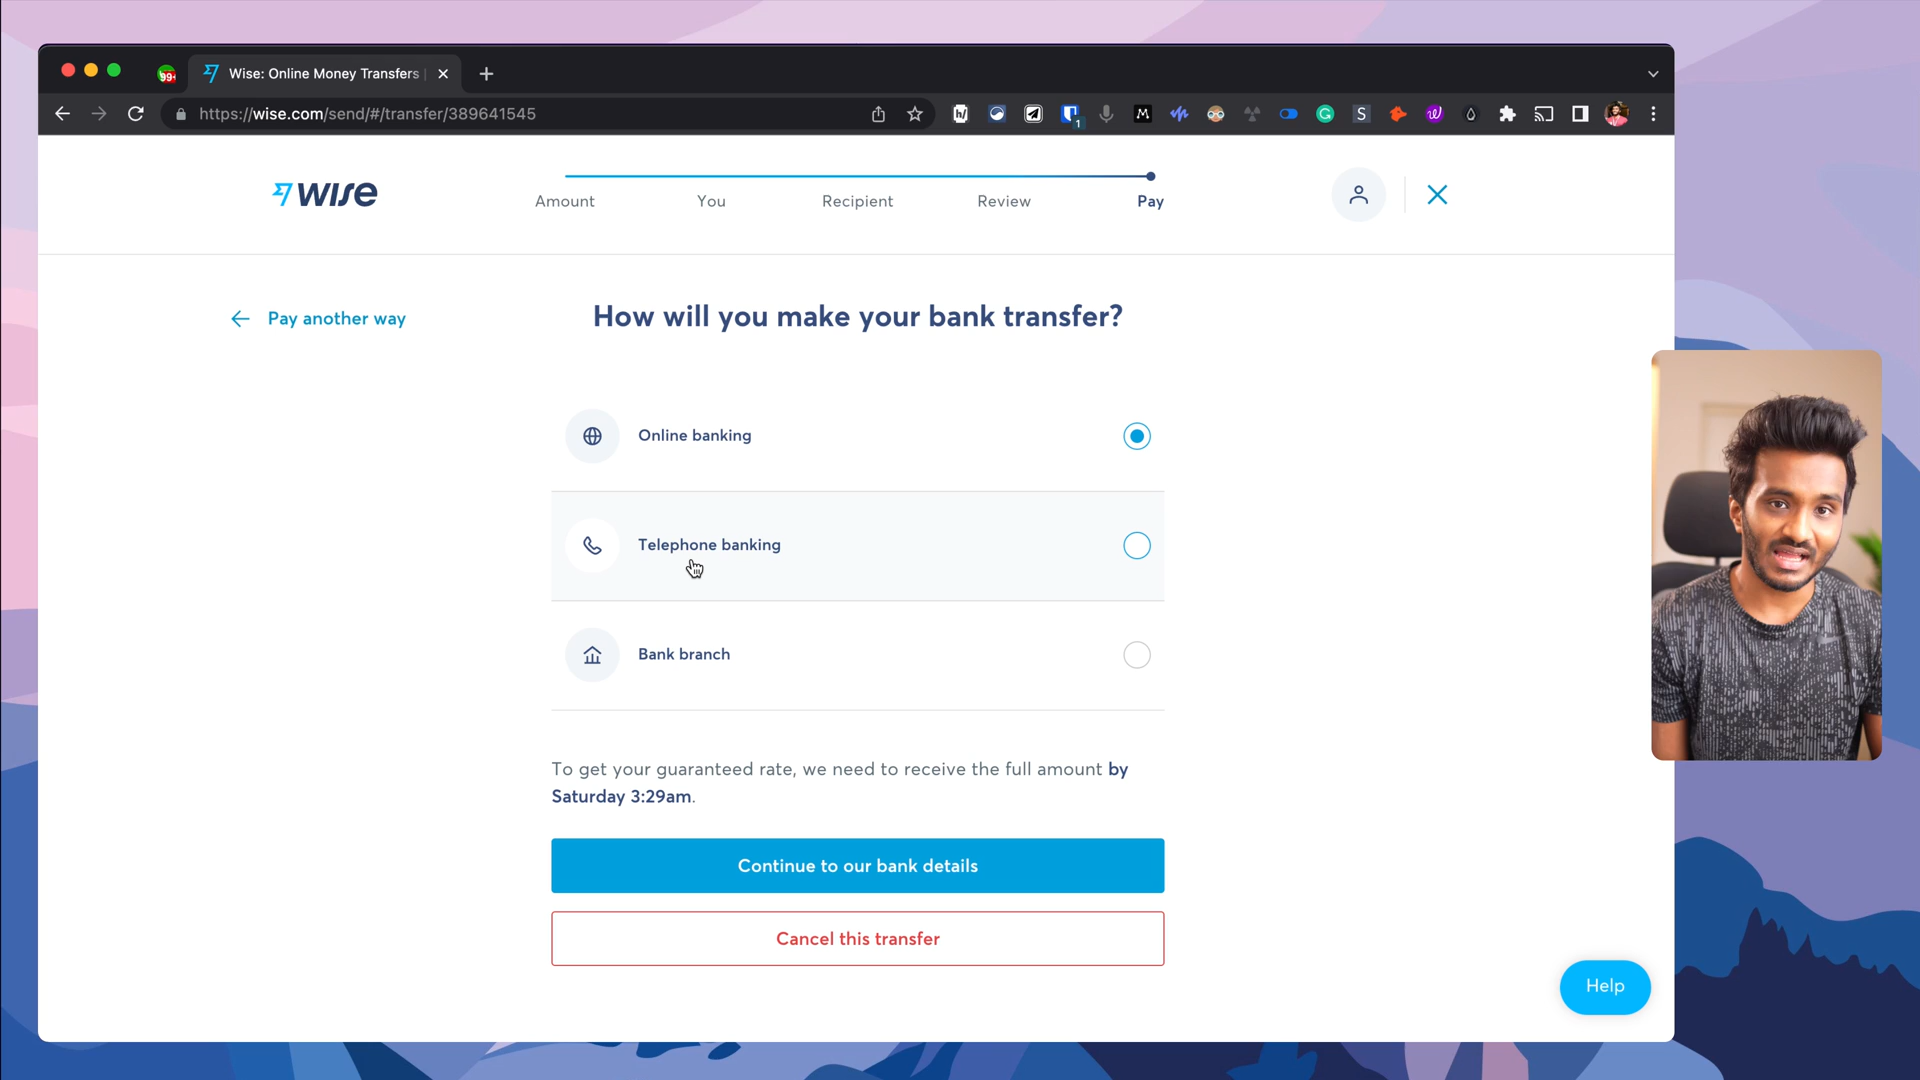 99+
Wise: Online Money Transfers |
https://wise.com/send/#/transfer/389641545
1
M
G
S
wise
Amount
You
Recipient
Review
Pay
Pay another way
How will you make your bank transfer?
Online banking
Telephone banking
Bank branch
To get your guaranteed rate, we need to receive the full amount by
Saturday 3:29am.
Continue to our bank details
Cancel this transfer
Help